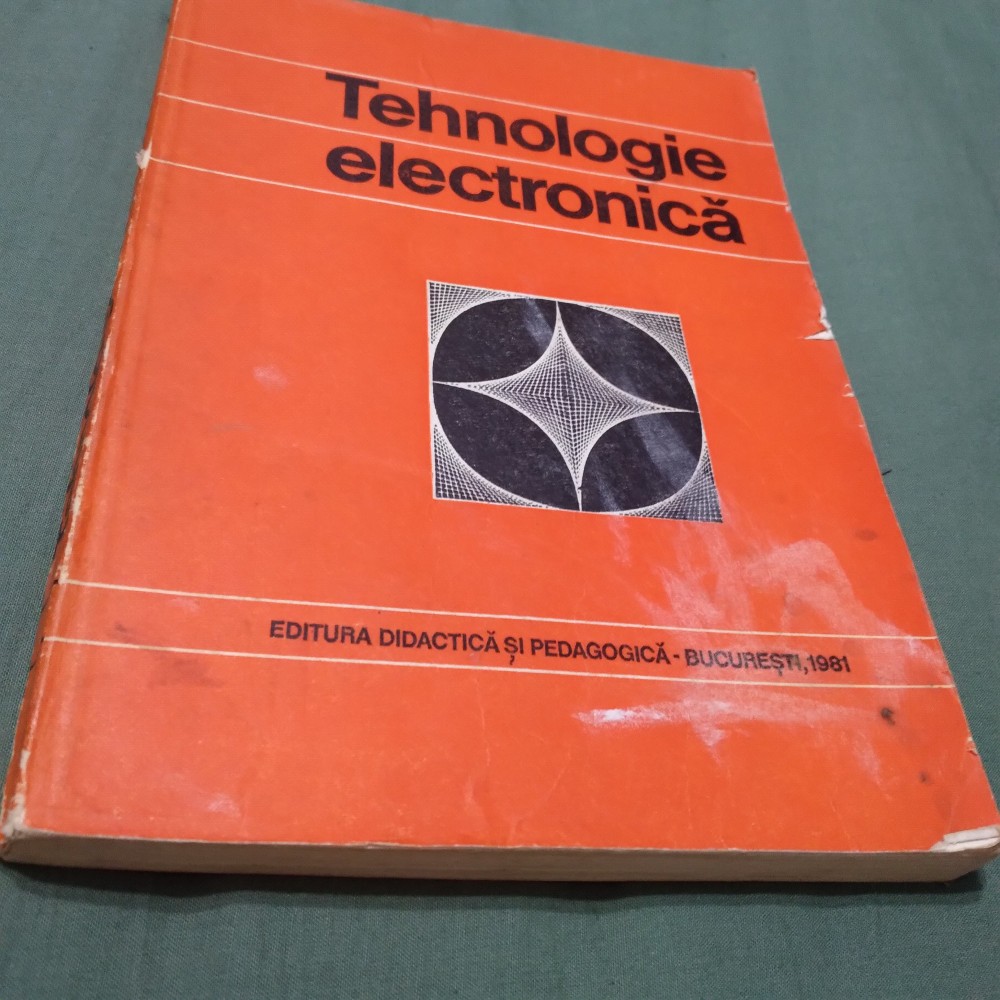 Tehnologie
electronică
EDITURA DIDACTICĂ ȘI PEDAGOGICĂ - BUCUREȘTI, 1981